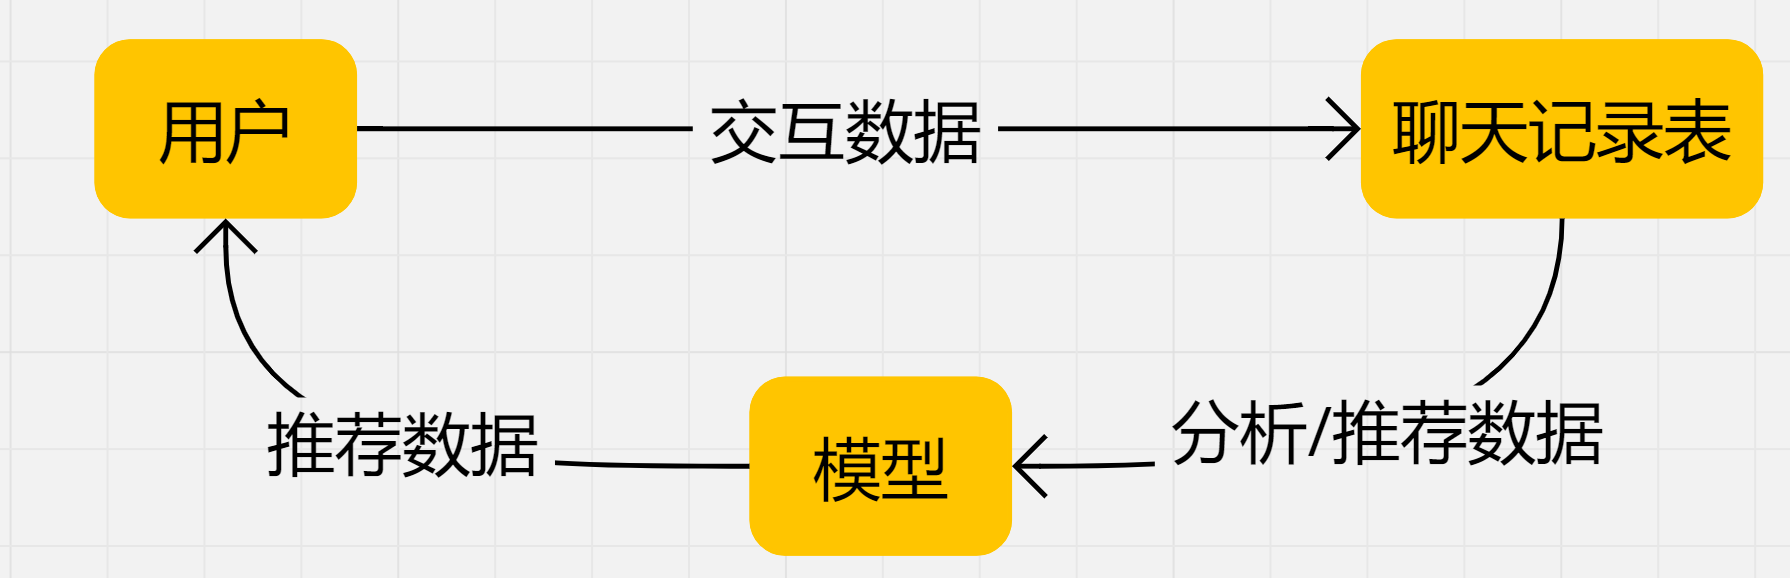 用户
交互数据
聊天记录表
推荐数据
模型
分析/推荐数据